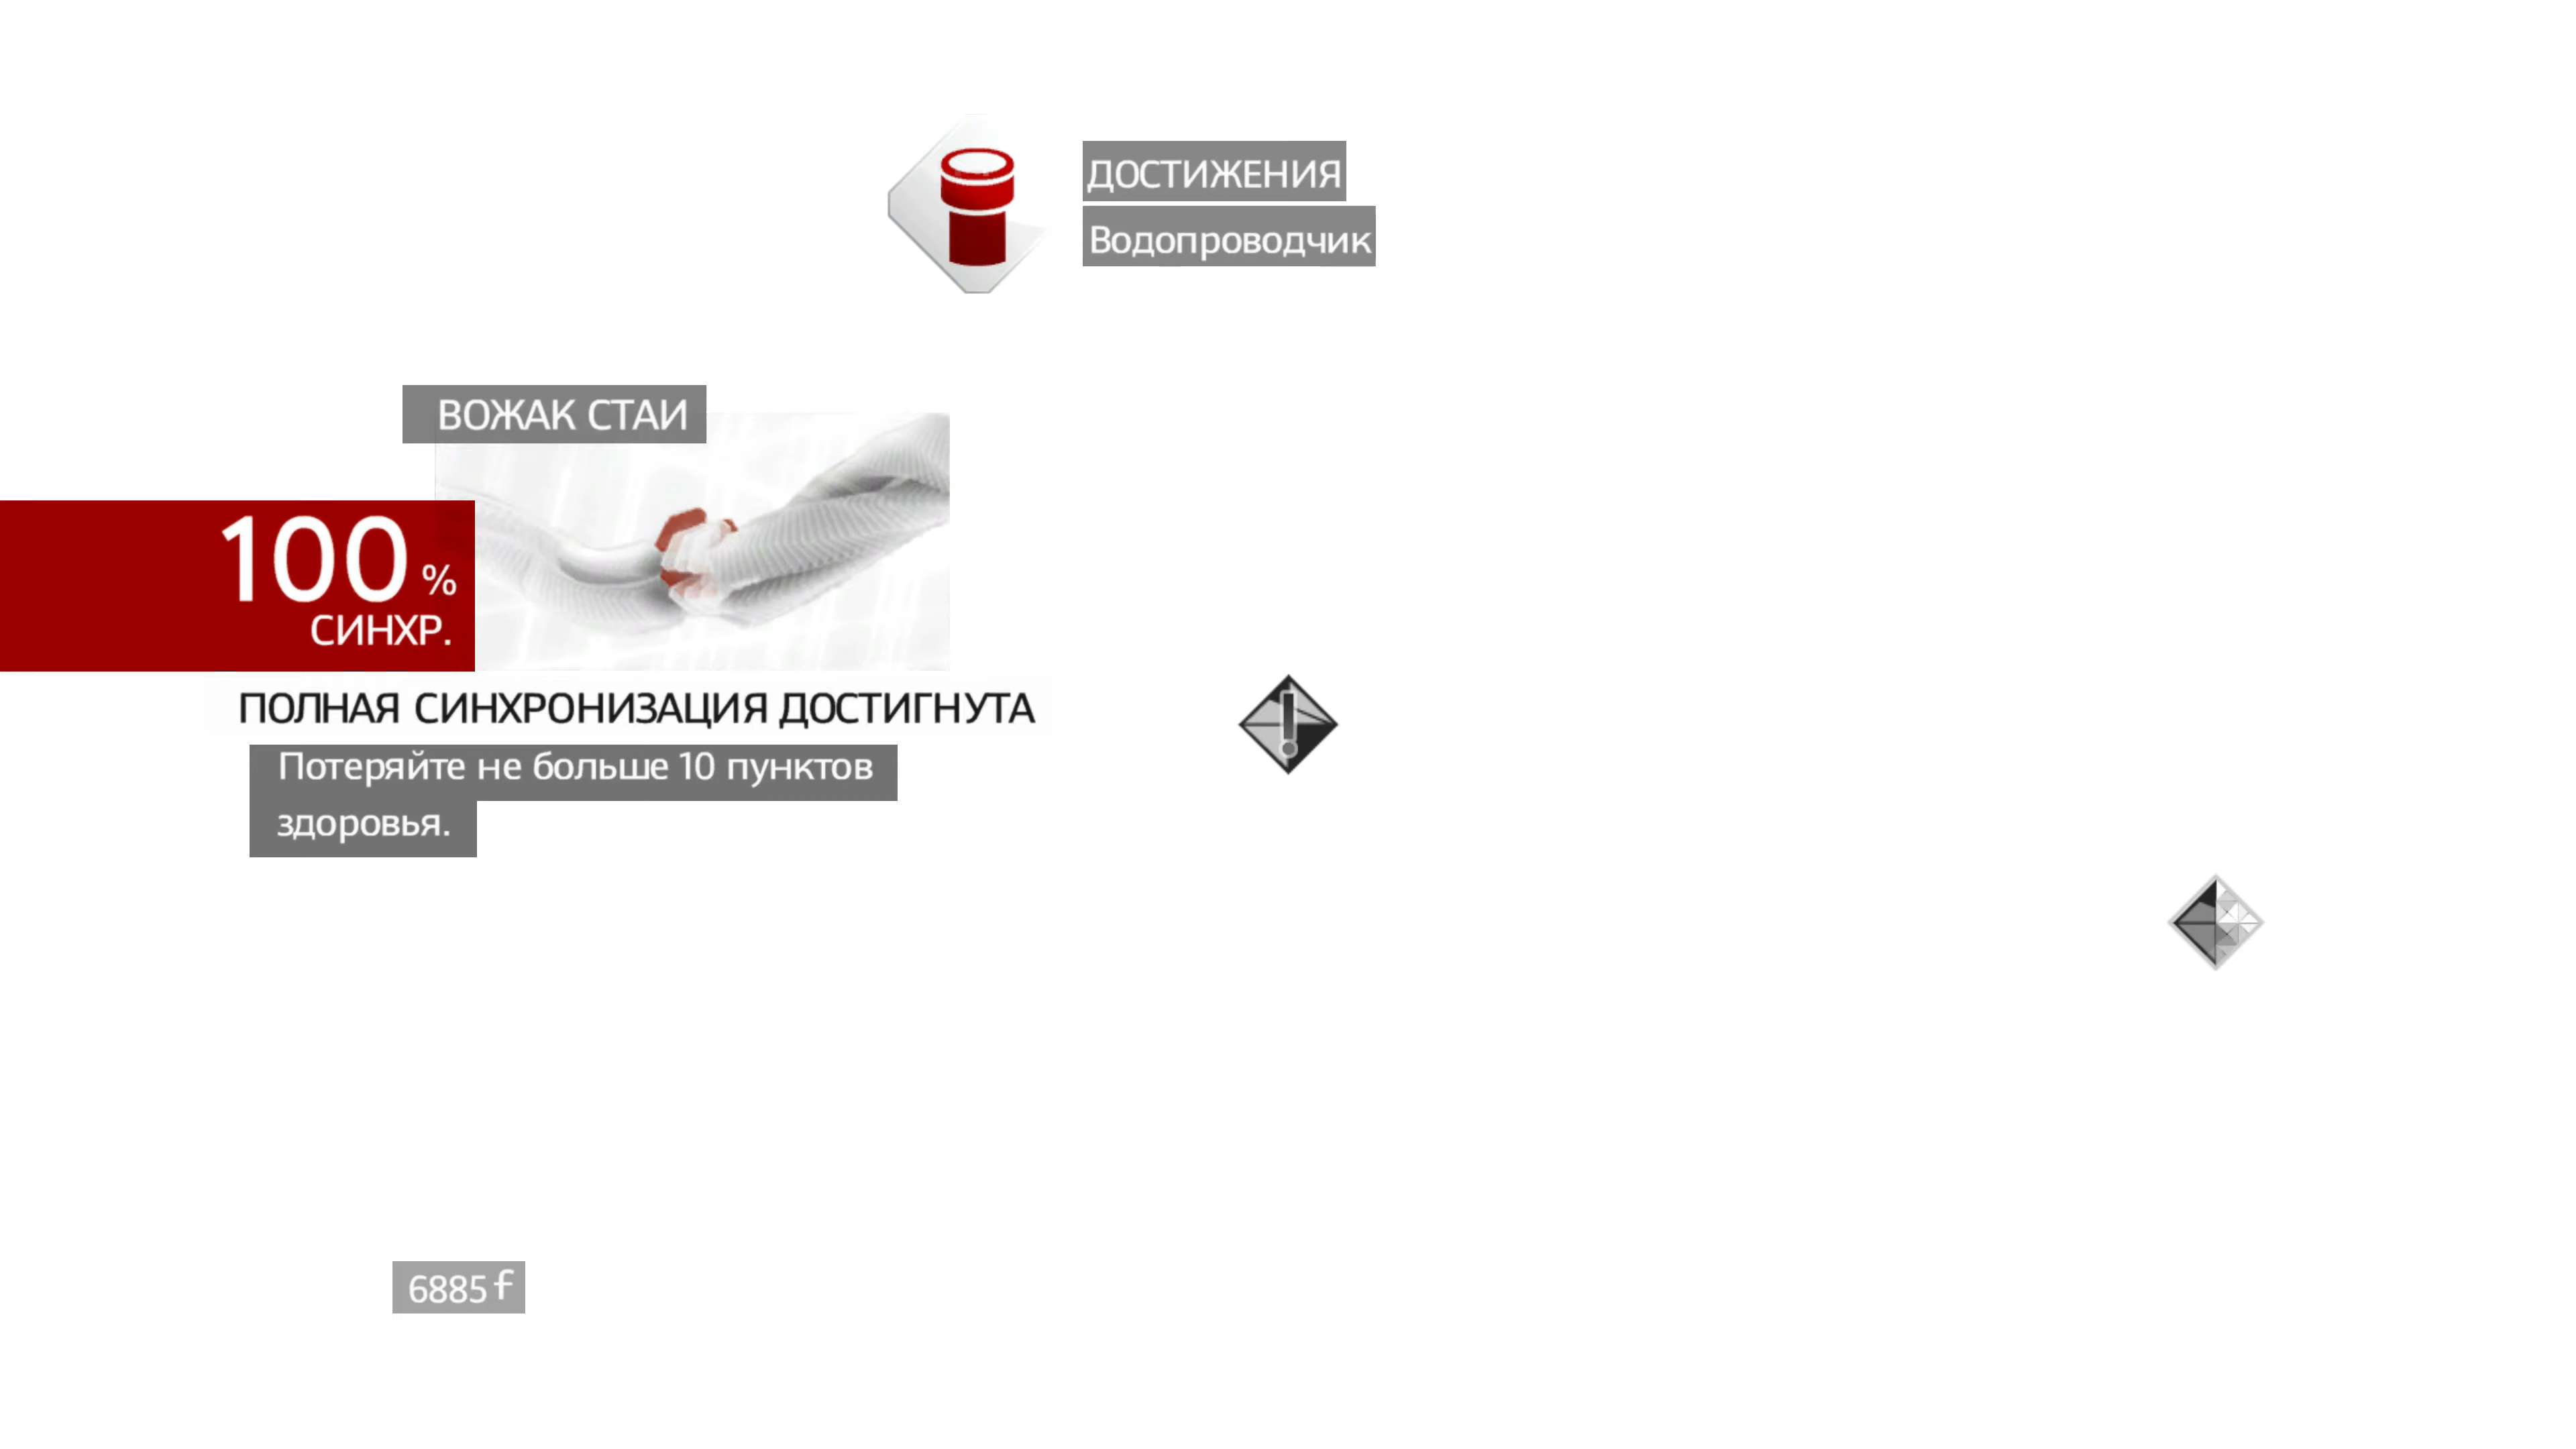 ДОСТИЖЕНИЯ
Водопроводчик
ВОЖАК СТАИ
100 %
СИНХР.
ПОЛНАЯ СИНХРОНИЗАЦИЯ ДОСТИГНУТА
Потеряйте не больше 10 пунктов
здоровья.
6885 f